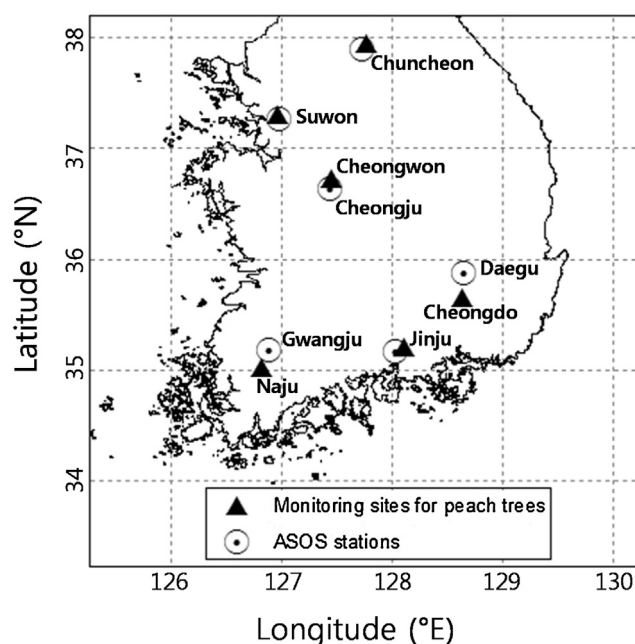 38
Chuncheon
Suwon
37
Cheongwon
Cheongju
36
Daegu
Cheongdo
Gwangju
Jinju
35
Naju
34
Latitude (°N)
Monitoring sites for peach trees
ASOS stations
126 127 128 129 130
Longitude (°E)